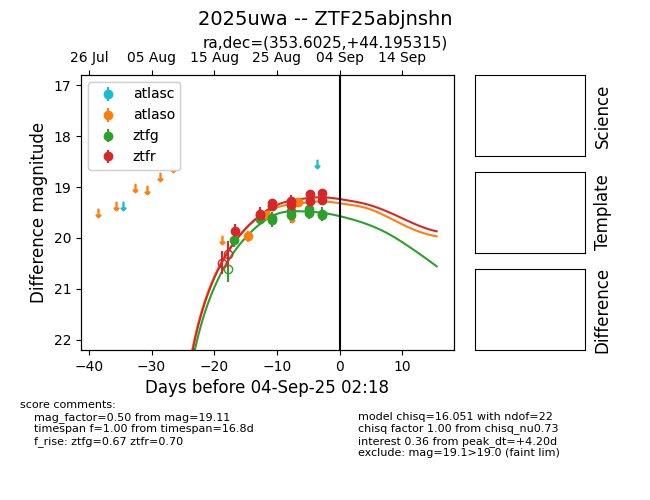 2025uwa -- ZTF25abjnshn
ra,dec=(353.6025,+44.195315)
26 Jul 05 Aug 15 Aug 25 Aug 04 Sep 14 Sep
atlasc
atlaso
ztfg
ztfr
17
18
19
20
21
22
Difference magnitude
−40 −30 −20 −10 0 10
Days before 04-Sep-25 02:18
Science
Template
Difference
score comments:
mag_factor=0.50 from mag=19.11
timespan f=1.00 from timespan=16.8d
f_rise: ztfg=0.67 ztfr=0.70
model chisq=16.051 with ndof=22
chisq factor 1.00 from chisq_nu0.73
interest 0.36 from peak_dt=+4.20d
exclude: mag=19.1>19.0 (faint lim)